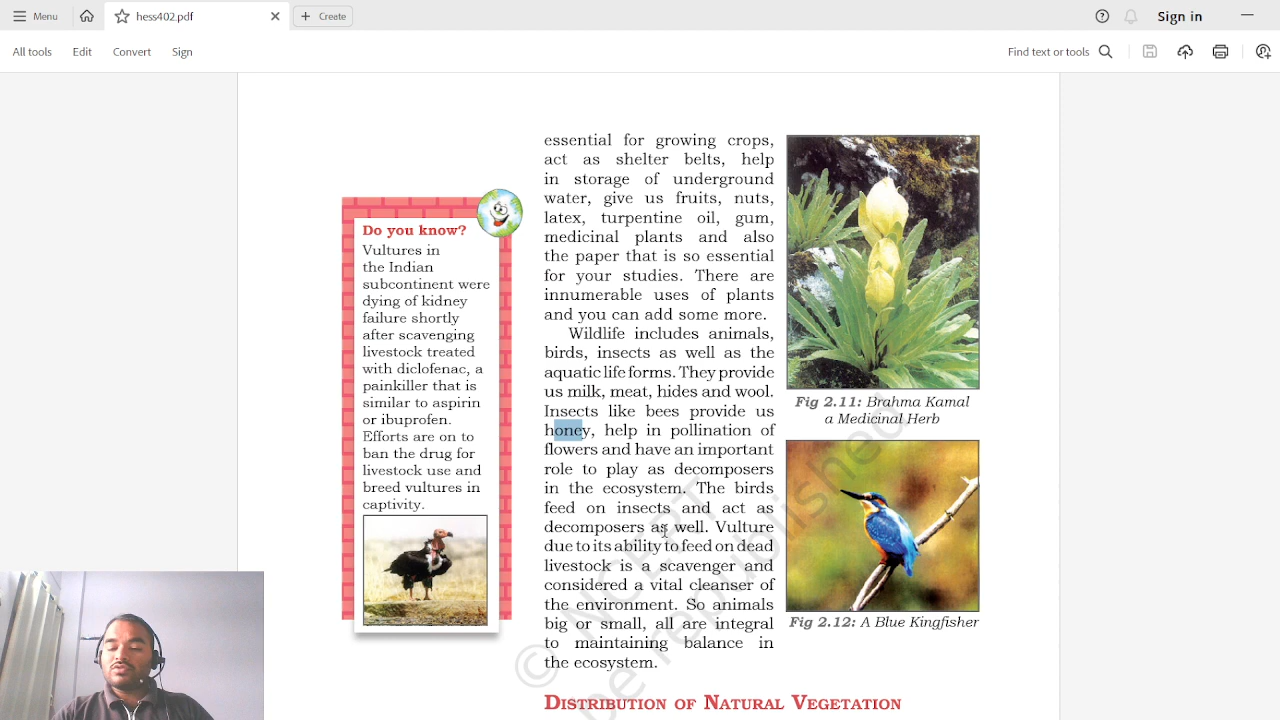 Menu
hess402.pdf
Create
Sign in
All tools
Edit
Convert
Sign
Find text or tools
Do you know?
Vultures in
the Indian
subcontinent were
dying of kidney
failure shortly
after scavenging
livestock treated
with diclofenac, a
painkiller that is
similar to aspirin
or ibuprofen.
Efforts are on to
ban the drug for
livestock use and
breed vultures in
captivity.
essential for growing crops,
act as shelter belts, help
in storage of underground
water, give us fruits, nuts,
latex, turpentine oil, gum,
medicinal plants and also
the paper that is so essential
for your studies. There are
innumerable uses of plants
and you can add some more.
Wildlife includes animals,
birds, insects as well as the
aquatic life forms. They provide
us milk, meat, hides and wool.
Insects like bees provide us
honey, help in pollination of
flowers and have an important
role to play as decomposers
in the ecosystem. The birds
feed on insects and act as
decomposers as well. Vulture
due to its ability to feed on dead
livestock is a scavenger and
considered a vital cleanser of
the environment. So animals
big or small, all are integral
to maintaining balance in
the ecosystem.
Fig 2.11: Brahma Kamal
a Medicinal Herb
Fig 2.12: A Blue Kingfisher
© NCERT
be republished
DISTRIBUTION OF NATURAL VEGETATION